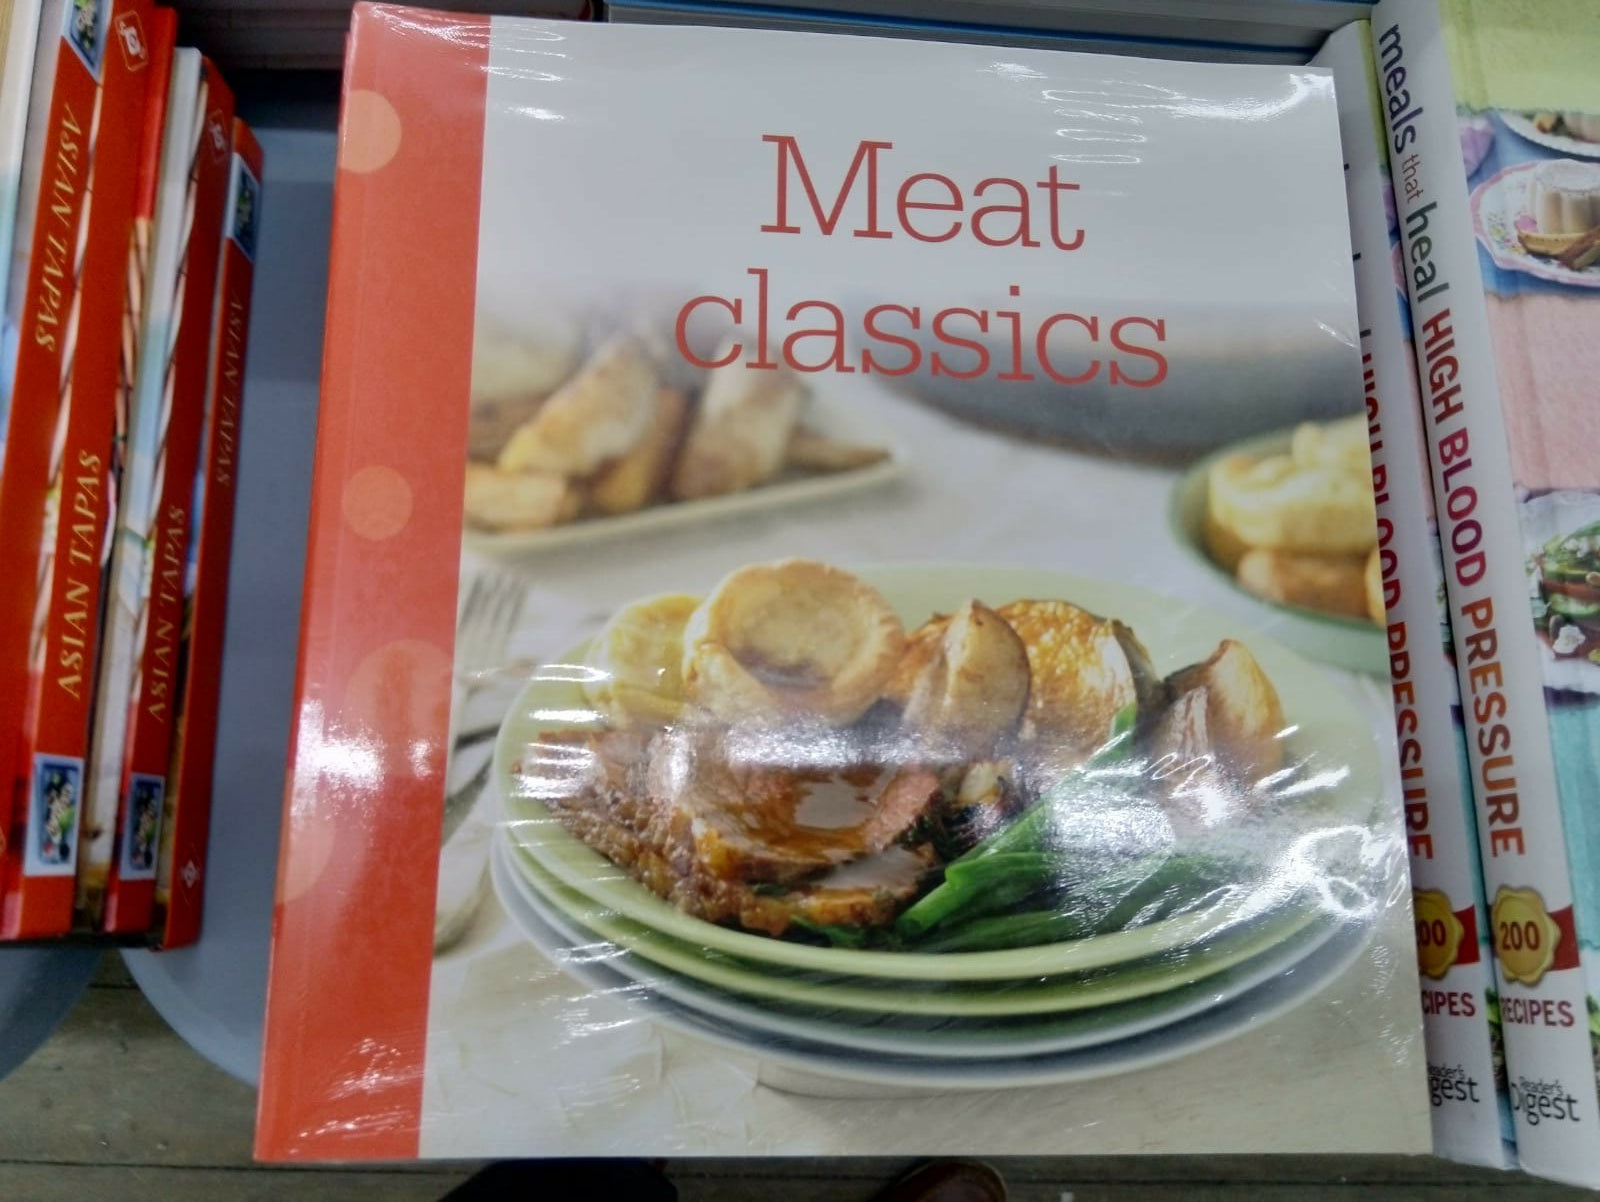 Meat
classics
ASIAN TAPAS
ASIAN TAPAS
ASIAN TAPAS
ASIAN TAPAS
HIGH BLOOD PRESSURE
meals that heal HIGH BLOOD PRESSURE
200
RECIPES
Reader's
Digest